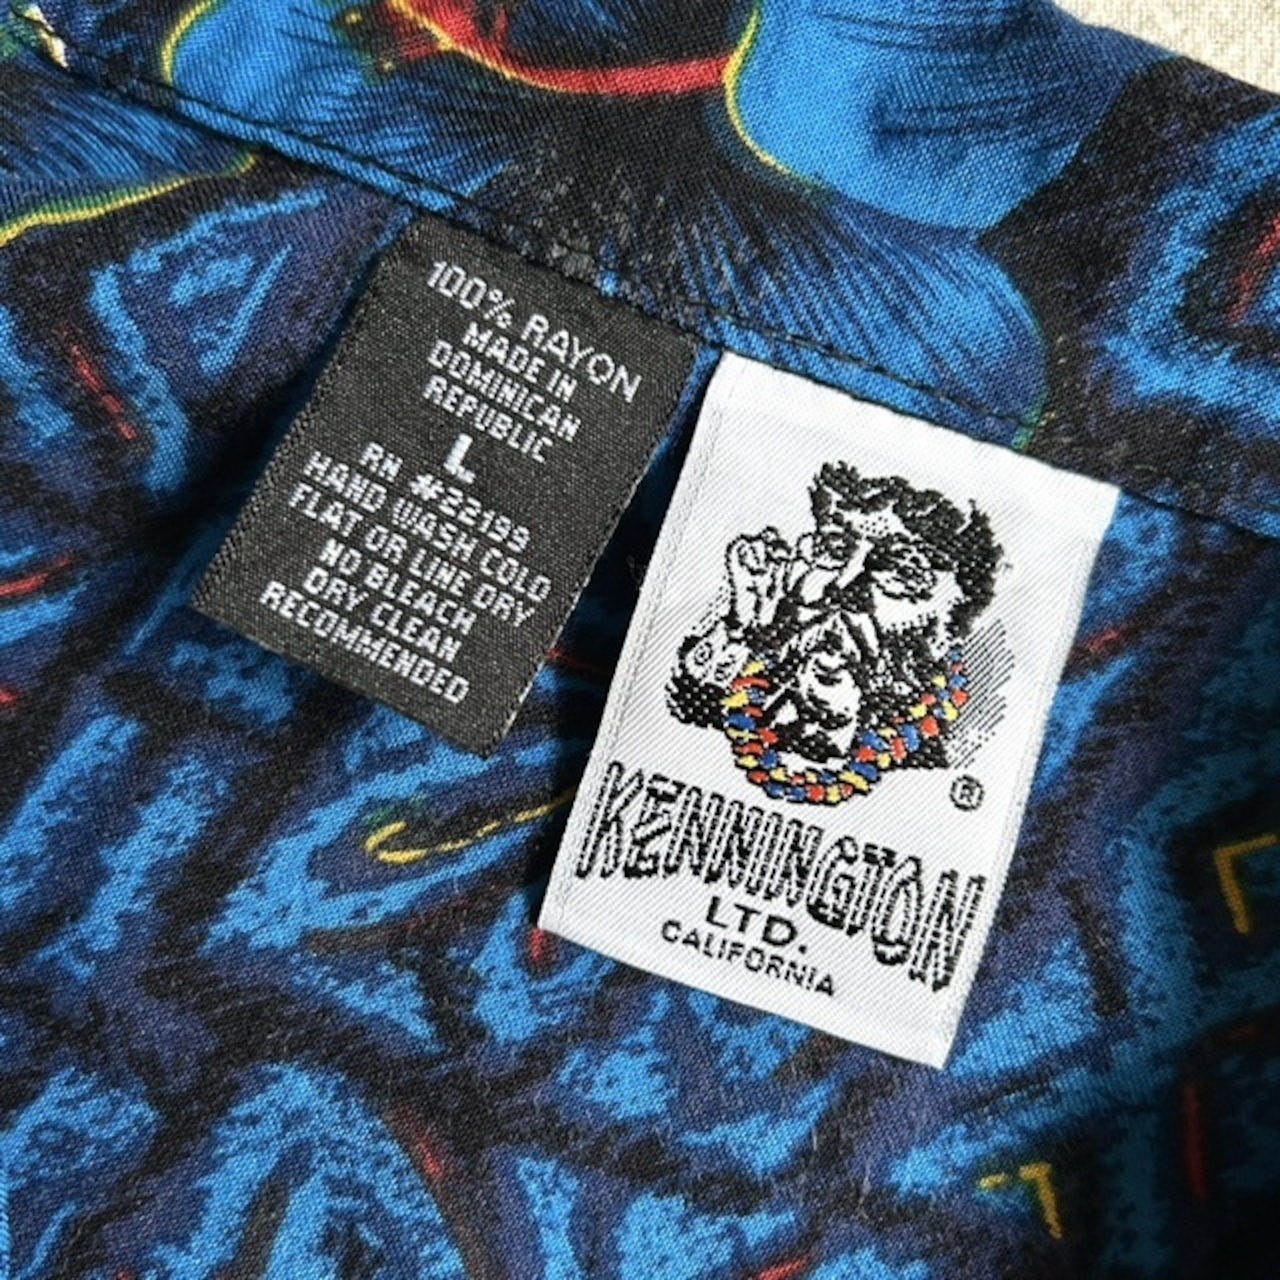 100% RAYON
MADE IN
DOMINICAN
REPUBLIC
L
RN #22199
HAND WASH COLD
FLAT OR LINE DRY
NO BLEACH
DRY CLEAN
RECOMMENDED
®
KENNINGTON
LTD.
CALIFORNIA